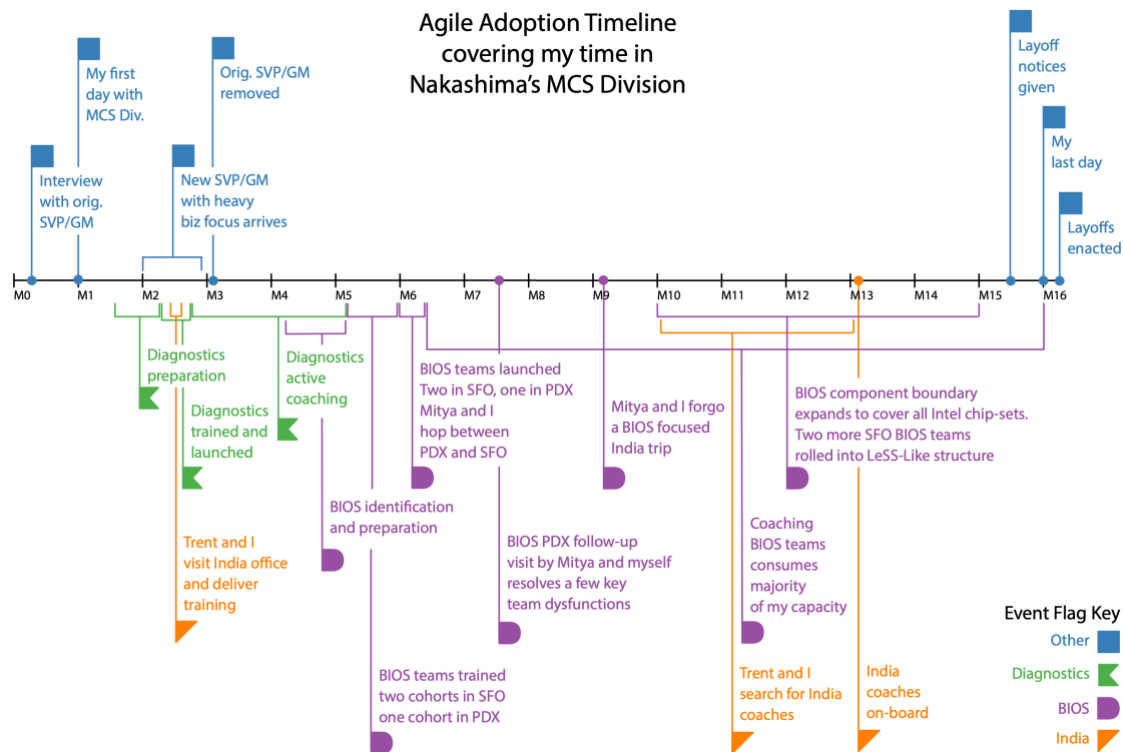 Agile Adoption Timeline
covering my time in
Nakashima's MCS Division
My first
day with
MCS Div.
Orig. SVP/GM
removed
Layoff
notices
given
Interview
with orig.
SVP/GM
New SVP/GM
with heavy
biz focus arrives
My
last day
Layoffs
enacted
M0 M1 M2 M3 M4 M5 M6 M7 M8 M9 M10 M11 M12 M13 M14 M15 M16
Diagnostics
preparation
Diagnostics
trained and
launched
Diagnostics
active
coaching
BIOS teams launched
Two in SFO, one in PDX
Mitya and I
hop between
PDX and SFO
Mitya and I forgo
a BIOS focused
India trip
BIOS component boundary
expands to cover all Intel chip-sets.
Two more SFO BIOS teams
rolled into LeSS-Like structure
BIOS identification
and preparation
Trent and I
visit India office
and deliver
training
BIOS PDX follow-up
visit by Mitya and myself
resolves a few key
team dysfunctions
Coaching
BIOS teams
consumes
majority
of my capacity
BIOS teams trained
two cohorts in SFO
one cohort in PDX
Trent and I
search for India
coaches
India
coaches
on-board
Event Flag Key
Other
Diagnostics
BIOS
India